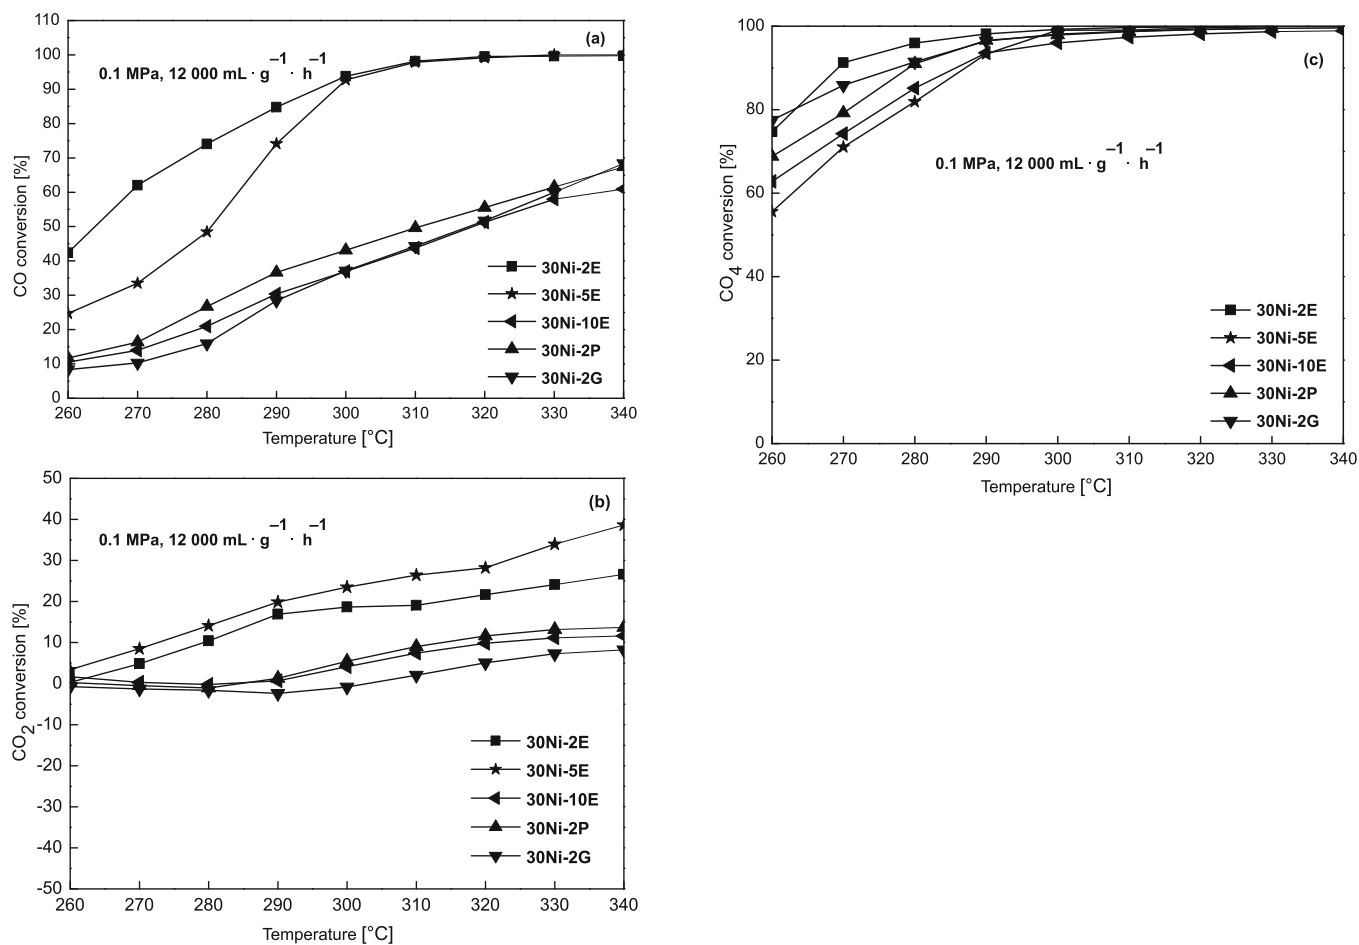 (a)
0.1 MPa, 12 000 mL · g⁻¹ · h⁻¹
CO conversion [%]
110
100
90
80
70
60
50
40
30
20
10
0
30Ni-2E
30Ni-5E
30Ni-10E
30Ni-2P
30Ni-2G
260 270 280 290 300 310 320 330 340
Temperature [°C]
(b)
0.1 MPa, 12 000 mL · g⁻¹ · h⁻¹
CO₂ conversion [%]
50
40
30
20
10
0
-10
-20
-30
-40
-50
30Ni-2E
30Ni-5E
30Ni-10E
30Ni-2P
30Ni-2G
260 270 280 290 300 310 320 330 340
Temperature [°C]
(c)
0.1 MPa, 12 000 mL · g⁻¹ · h⁻¹
CO₄ conversion [%]
100
80
60
40
20
0
30Ni-2E
30Ni-5E
30Ni-10E
30Ni-2P
30Ni-2G
260 270 280 290 300 310 320 330 340
Temperature [°C]